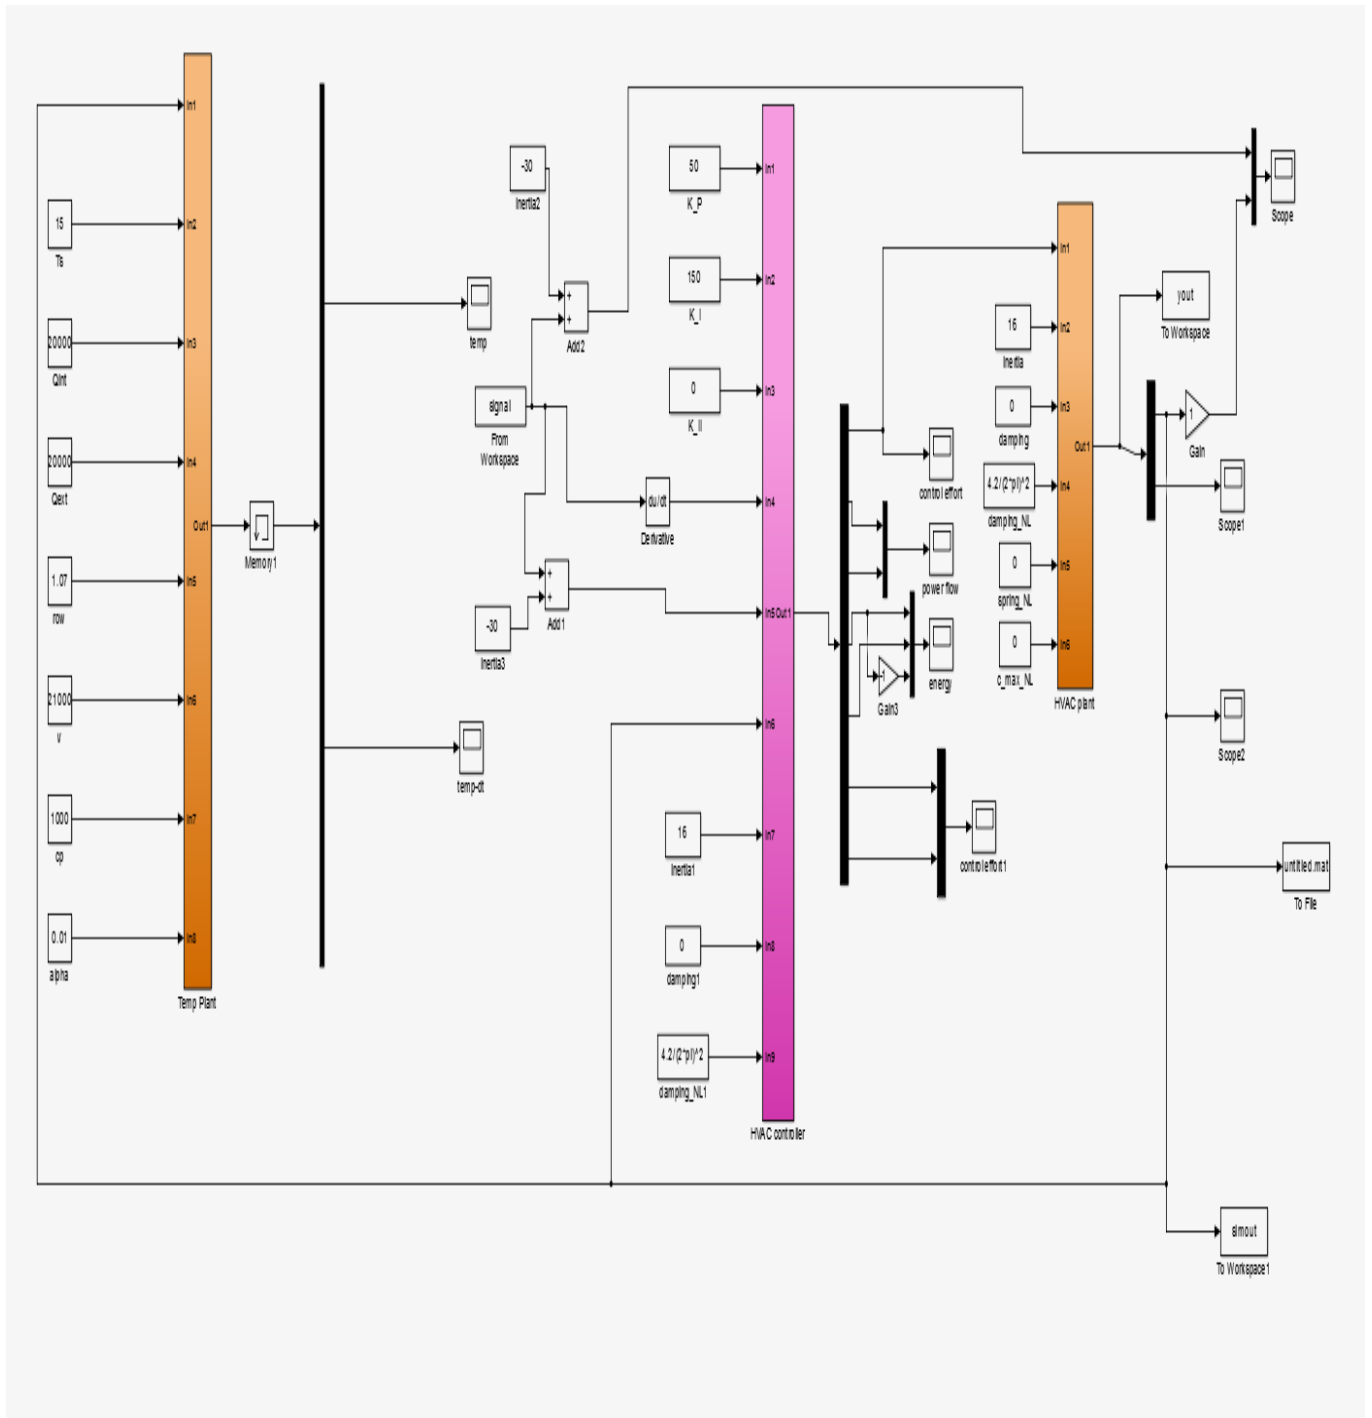 In1
15
Ts
In2
20000
Qint
In3
20000
Qext
In4
Out1
Memory1
1.07
row
In5
21000
v
In6
1000
cp
In7
0.01
alpha
In8
Temp Plant
temp
temp-dt
-30
Inertia2
+
+
Add2
signal
From
Workspace
du/dt
Derivative
+
+
Add1
-30
Inertia3
50
K_P
In1
150
K_I
In2
0
K_II
In3
In4
In5
Out1
In6
16
Inertia1
In7
0
damping1
In8
4.2/(2*pi)^2
damping_NL1
In9
HVAC controller
control effort
power flow
-1
Gain3
energy
controleffort1
In1
16
Inertia
In2
0
damping
In3
4.2/(2*pi)^2
damping_NL
In4
0
spring_NL
In5
0
c_max_NL
In6
Out1
HVAC plant
yout
To Workspace
1
Gain
Scope
Scope1
Scope2
untitled.mat
To File
simout
To Workspace1